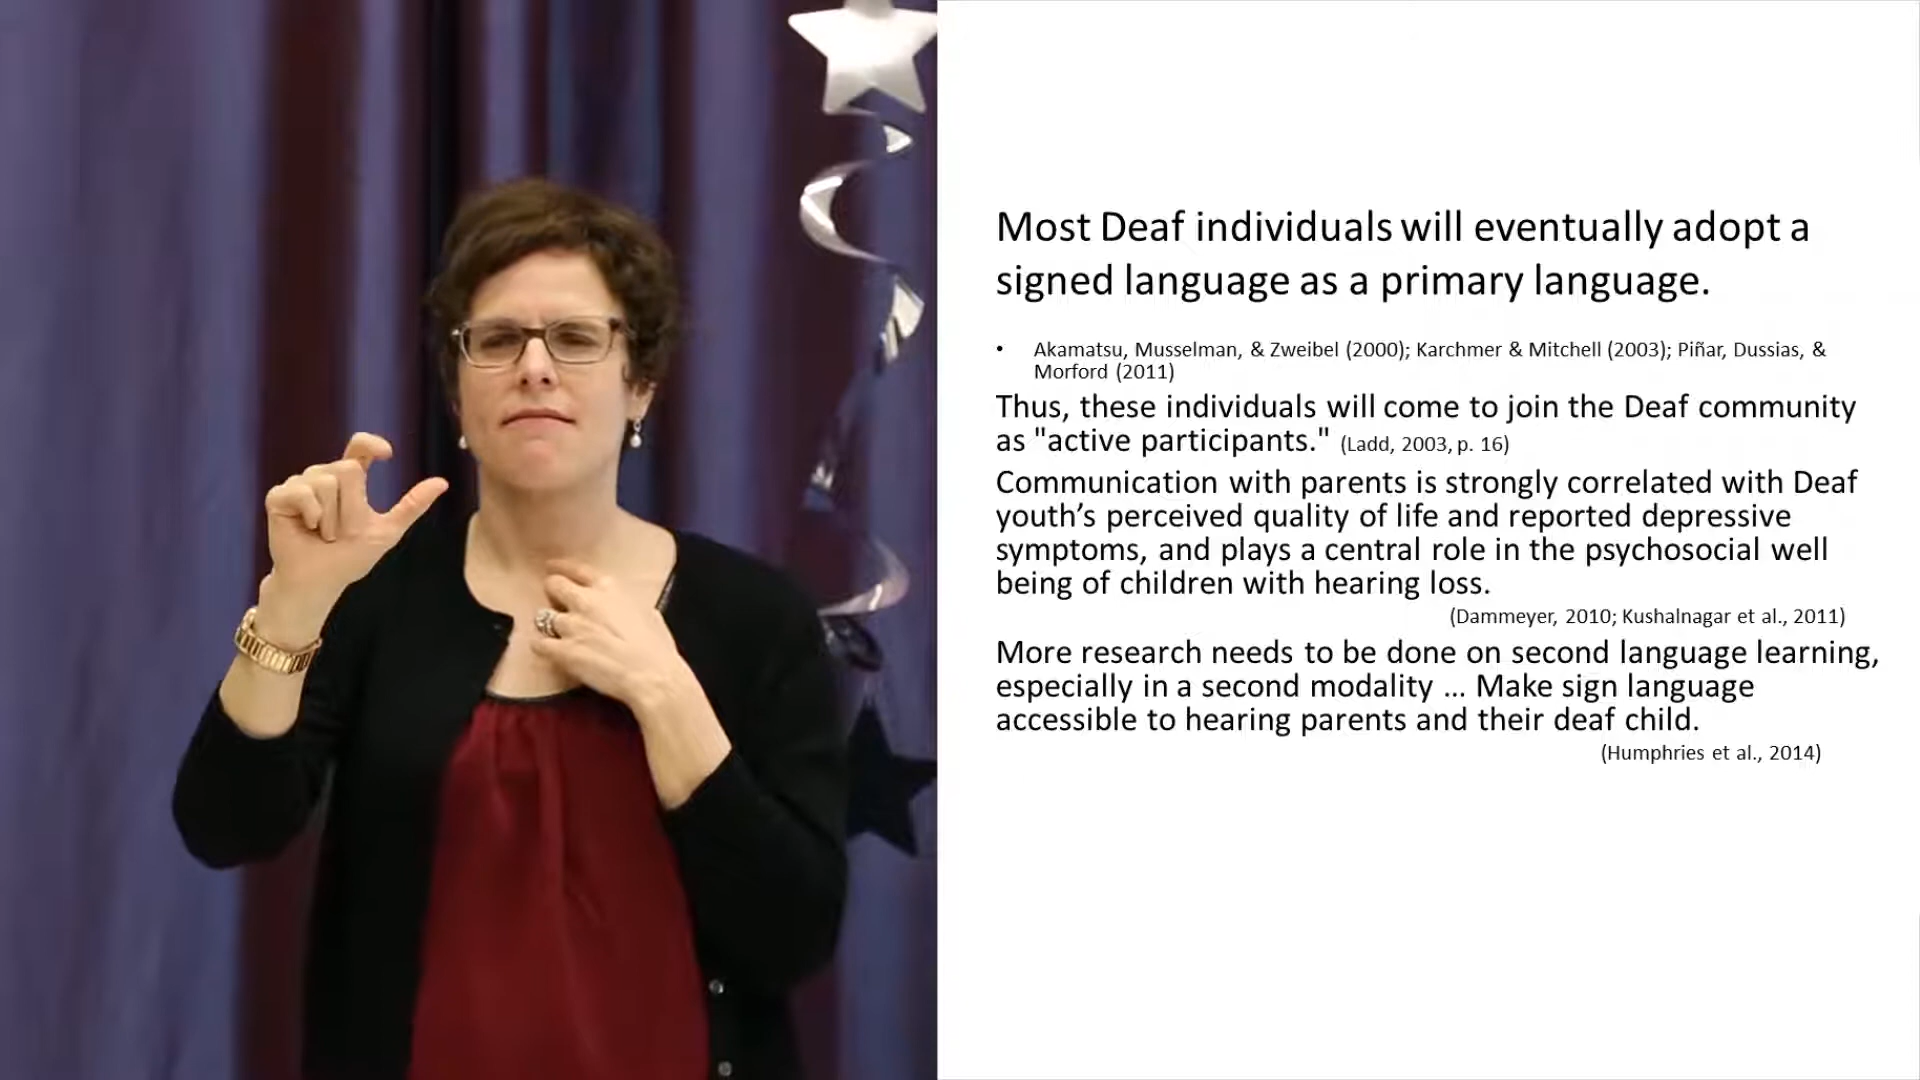 Most Deaf individuals will eventually adopt a
signed language as a primary language.
• Akamatsu, Musselman, & Zweibel (2000); Karchmer & Mitchell (2003); Piñar, Dussias, &
Morford (2011)
Thus, these individuals will come to join the Deaf community
as "active participants." (Ladd, 2003, p. 16)
Communication with parents is strongly correlated with Deaf
youth’s perceived quality of life and reported depressive
symptoms, and plays a central role in the psychosocial well
being of children with hearing loss.
(Dammeyer, 2010; Kushalnagar et al., 2011)
More research needs to be done on second language learning,
especially in a second modality … Make sign language
accessible to hearing parents and their deaf child.
(Humphries et al., 2014)